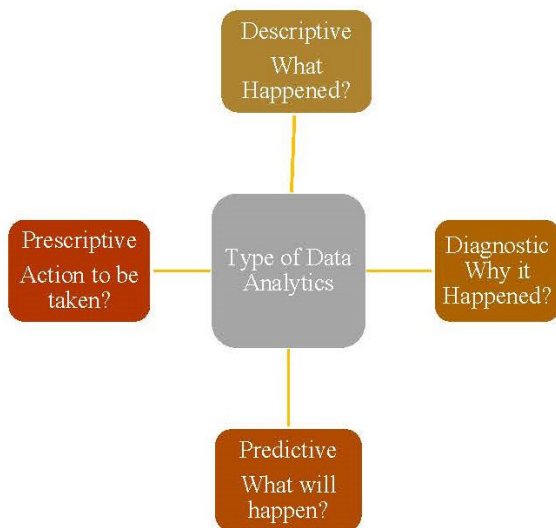 Descriptive
What
Happened?
Prescriptive
Action to be
taken?
Type of Data
Analytics
Diagnostic
Why it
Happened?
Predictive
What will
happen?